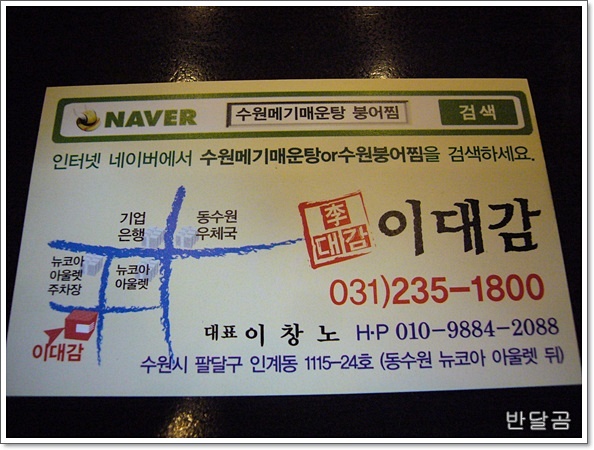 NAVER 수원메기매운탕 붕어찜 검색
인터넷 네이버에서 수원메기매운탕or수원붕어찜을 검색하세요.
기업
은행
동수원
우체국
뉴코아
아울렛
주차장
뉴코아
아울렛
이대감
李
대감
이대감
031)235-1800
대표 이창노 H·P 010-9884-2088
수원시 팔달구 인계동 1115-24호 (동수원 뉴코아 아울렛 뒤)
반달곰